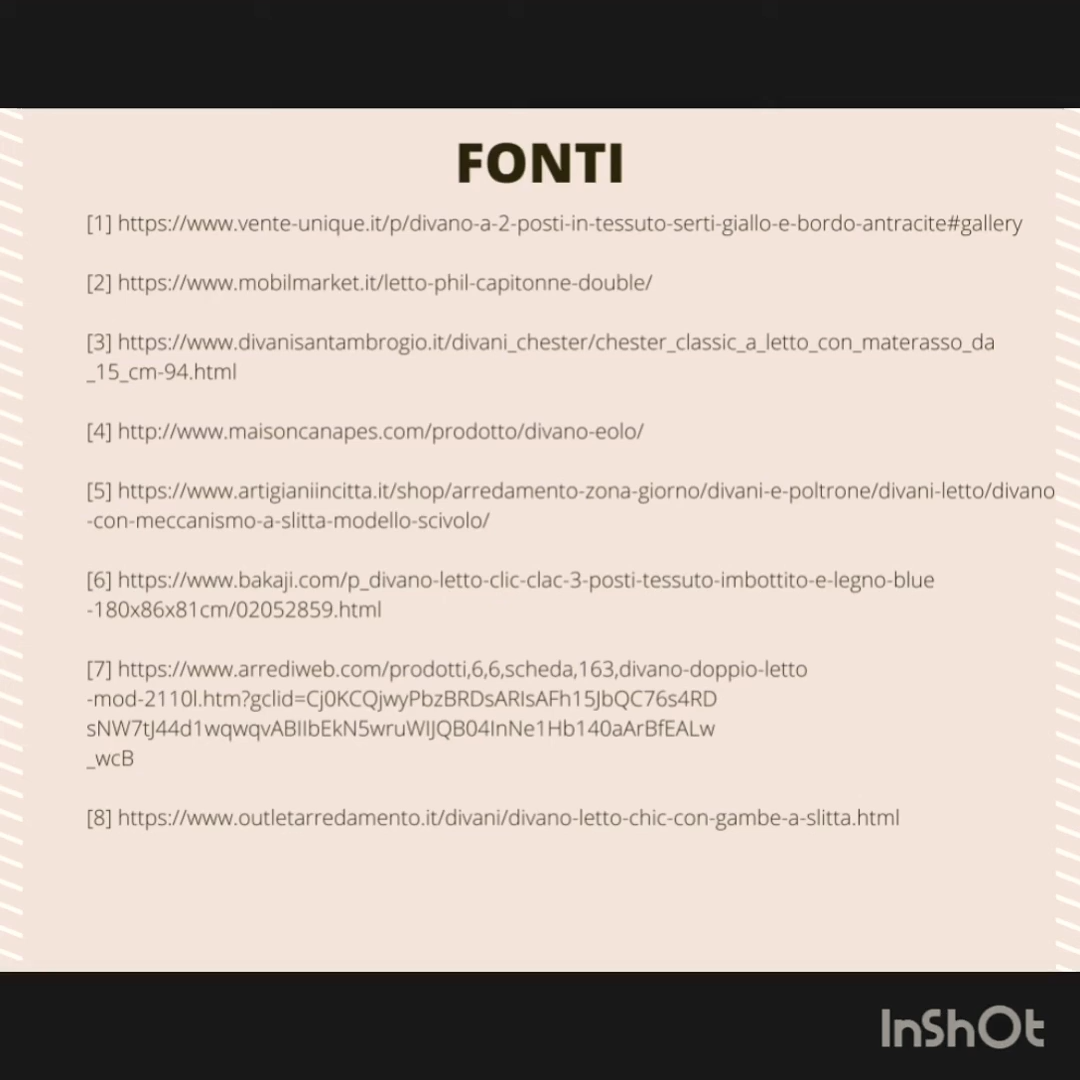 FONTI
[1] https://www.vente-unique.it/p/divano-a-2-posti-in-tessuto-serti-giallo-e-bordo-antracite#gallery
[2] https://www.mobilmarket.it/letto-phil-capitonne-double/
[3] https://www.divanisantambrogio.it/divani_chester/chester_classic_a_letto_con_materasso_da
_15_cm-94.html
[4] http://www.maisoncanapes.com/prodotto/divano-eolo/
[5] https://www.artigianiincitta.it/shop/arredamento-zona-giorno/divani-e-poltrone/divani-letto/divano
-con-meccanismo-a-slitta-modello-scivolo/
[6] https://www.bakaji.com/p_divano-letto-clic-clac-3-posti-tessuto-imbottito-e-legno-blue
-180x86x81cm/02052859.html
[7] https://www.arrediweb.com/prodotti,6,6,scheda,163,divano-doppio-letto
-mod-2110l.htm?gclid=Cj0KCQjwyPbzBRDsARIsAFh15JbQC76s4RD
sNW7tJ44d1wqwqvABIIbEkN5wruWIJQB04InNe1Hb140aArBfEALw
_wcB
[8] https://www.outletarredamento.it/divani/divano-letto-chic-con-gambe-a-slitta.html
InShOt